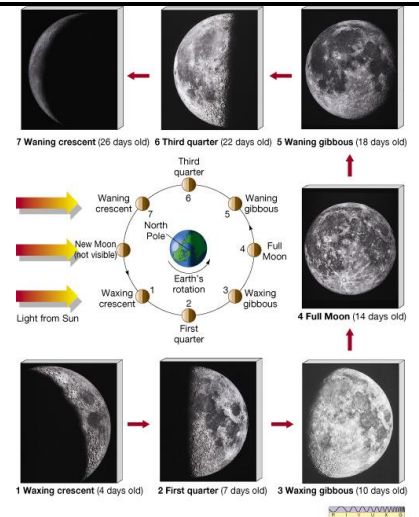 7 Waning crescent (26 days old)
6 Third quarter (22 days old)
5 Waning gibbous (18 days old)
Third
quarter
6
Waning
crescent
7
Waning
gibbous
5
North
Pole
New Moon
(not visible)
4
Full
Moon
Earth's
rotation
Waxing
crescent
1
2
3
Waxing
gibbous
First
quarter
Light from Sun
4 Full Moon (14 days old)
1 Waxing crescent (4 days old)
2 First quarter (7 days old)
3 Waxing gibbous (10 days old)
R I V U X G